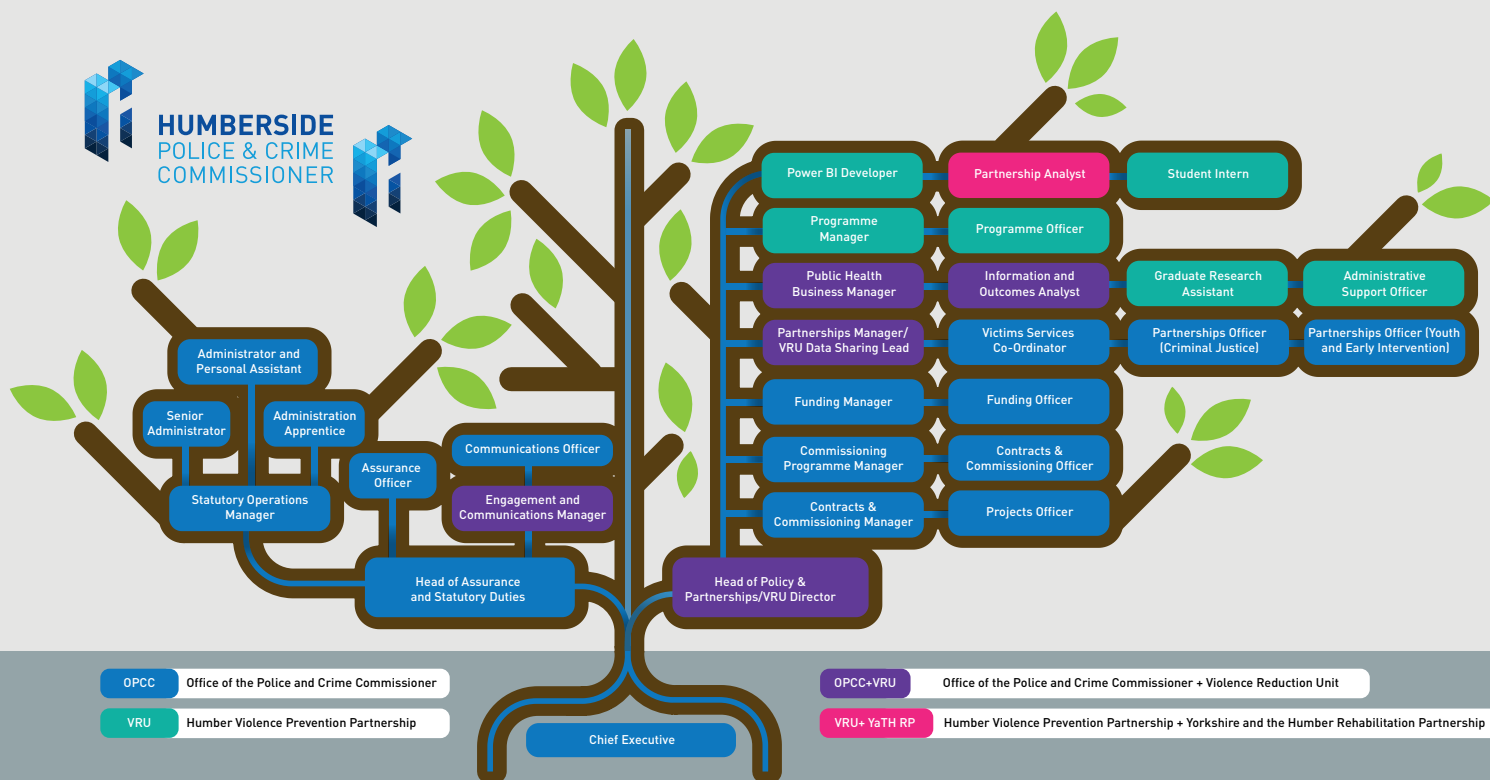 HUMBERSIDE
POLICE & CRIME
COMMISSIONER
Power BI Developer
Partnership Analyst
Student Intern
Programme
Manager
Programme Officer
Public Health
Business Manager
Information and
Outcomes Analyst
Graduate Research
Assistant
Administrative
Support Officer
Partnerships Manager/
VRU Data Sharing Lead
Victims Services
Co-Ordinator
Partnerships Officer
(Criminal Justice)
Partnerships Officer (Youth
and Early Intervention)
Funding Manager
Funding Officer
Commissioning
Programme Manager
Contracts &
Commissioning Officer
Contracts &
Commissioning Manager
Projects Officer
Administrator and
Personal Assistant
Senior
Administrator
Administration
Apprentice
Statutory Operations
Manager
Assurance
Officer
Communications Officer
Engagement and
Communications Manager
Head of Assurance
and Statutory Duties
Head of Policy &
Partnerships/VRU Director
OPCC
Office of the Police and Crime Commissioner
VRU
Humber Violence Prevention Partnership
OPCC+VRU
Office of the Police and Crime Commissioner + Violence Reduction Unit
VRU+ YaTH RP
Humber Violence Prevention Partnership + Yorkshire and the Humber Rehabilitation Partnership
Chief Executive